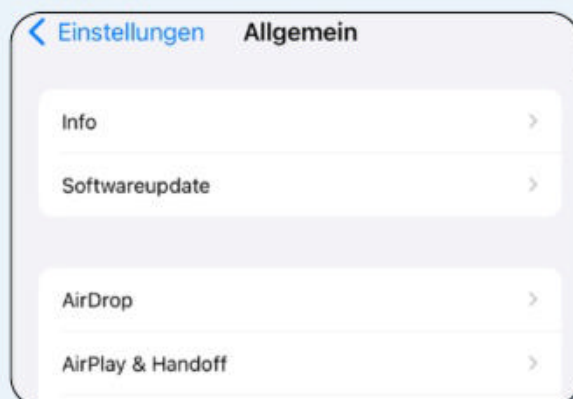 Einstellungen Allgemein
Info
Softwareupdate
AirDrop
AirPlay & Handoff